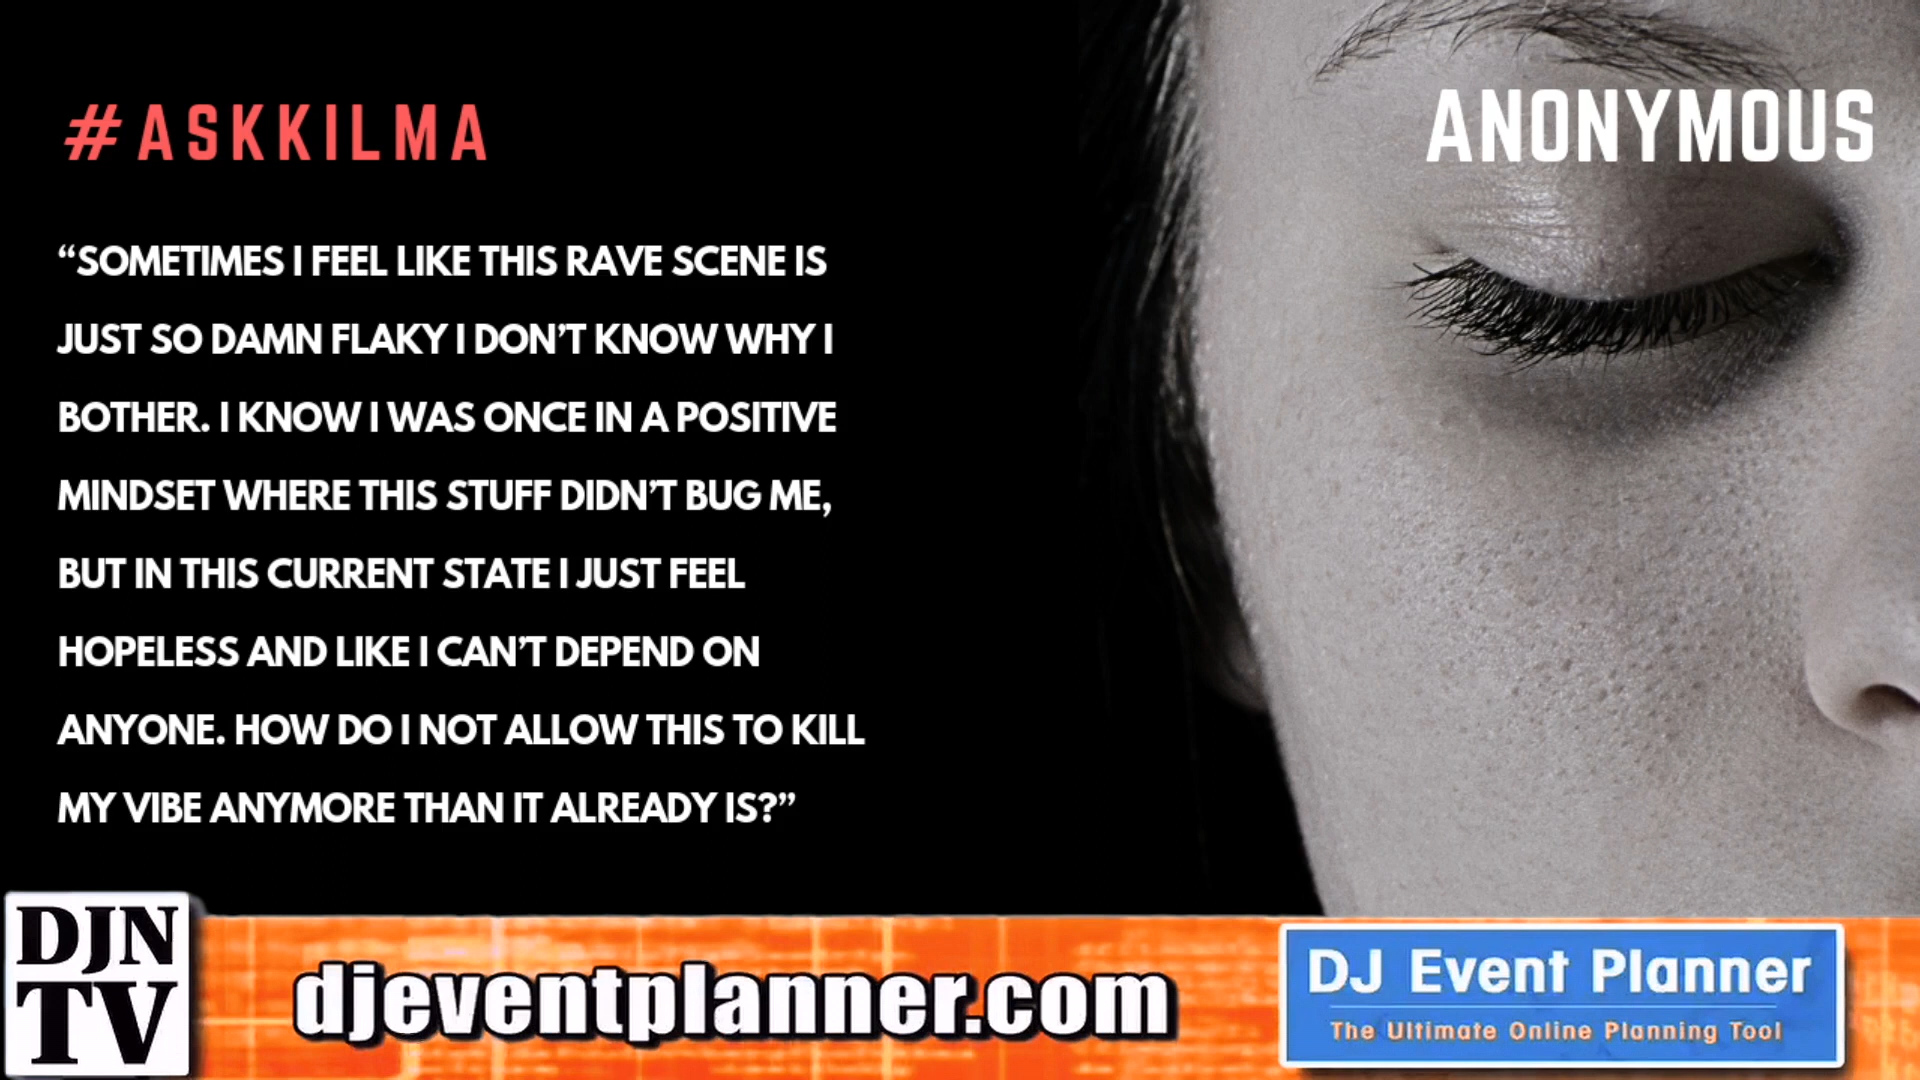 #ASKKILMA
ANONYMOUS
“SOMETIMES I FEEL LIKE THIS RAVE SCENE IS
JUST SO DAMN FLAKY I DON’T KNOW WHY I
BOTHER. I KNOW I WAS ONCE IN A POSITIVE
MINDSET WHERE THIS STUFF DIDN’T BUG ME,
BUT IN THIS CURRENT STATE I JUST FEEL
HOPELESS AND LIKE I CAN’T DEPEND ON
ANYONE. HOW DO I NOT ALLOW THIS TO KILL
MY VIBE ANYMORE THAN IT ALREADY IS?”
DJN
TV
djeventplanner.com
DJ Event Planner
The Ultimate Online Planning Tool